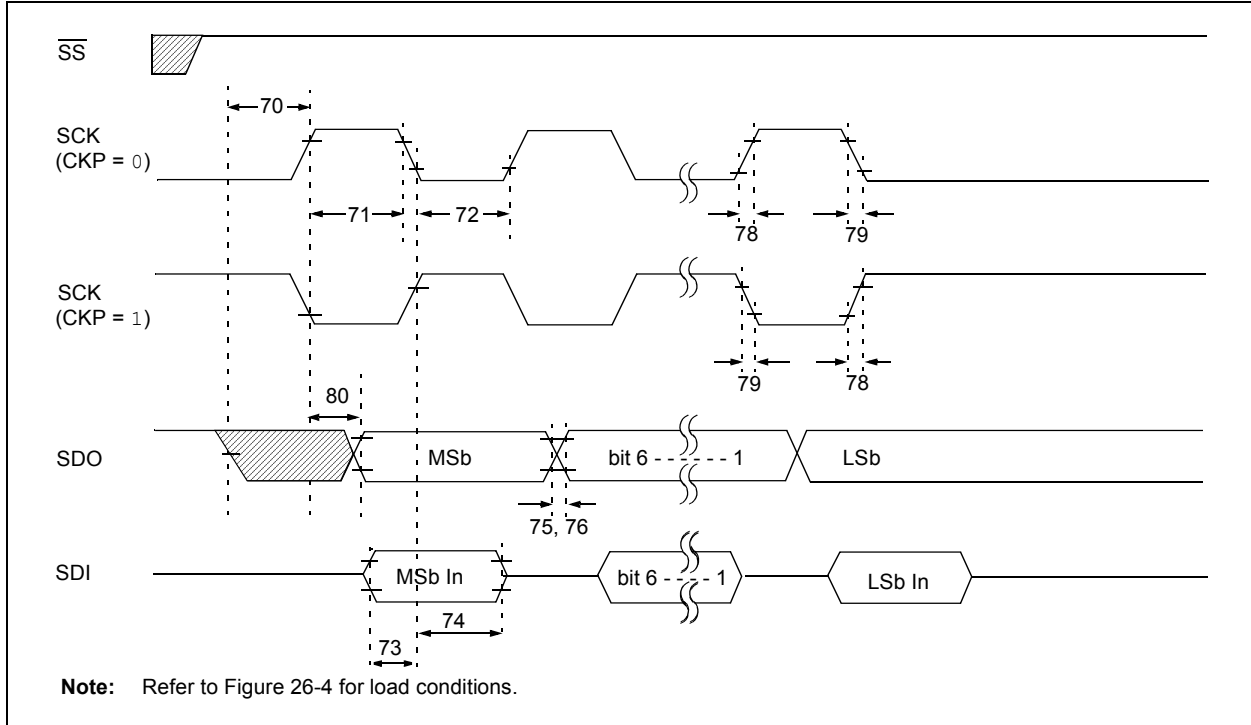 SS
70
SCK
(CKP = 0)
71
72
78
79
SCK
(CKP = 1)
79
78
80
SDO
MSb
bit 6 - - - - - - 1
LSb
75, 76
SDI
MSb In
bit 6 - - - - 1
LSb In
74
73
Note: Refer to Figure 26-4 for load conditions.